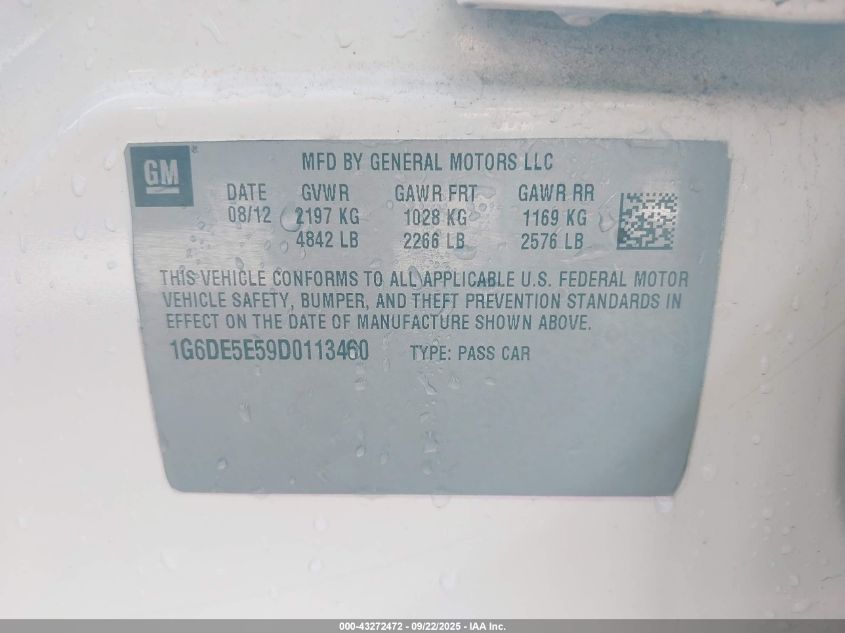 GM
MFD BY GENERAL MOTORS LLC
DATE GVWR GAWR FRT GAWR RR
08/12 2197 KG 1028 KG 1169 KG
4842 LB 2266 LB 2576 LB
THIS VEHICLE CONFORMS TO ALL APPLICABLE U.S. FEDERAL MOTOR
VEHICLE SAFETY, BUMPER, AND THEFT PREVENTION STANDARDS IN
EFFECT ON THE DATE OF MANUFACTURE SHOWN ABOVE.
1G6DE5E59D0113460 TYPE: PASS CAR
000-43272472 - 09/22/2025 - IAA Inc.